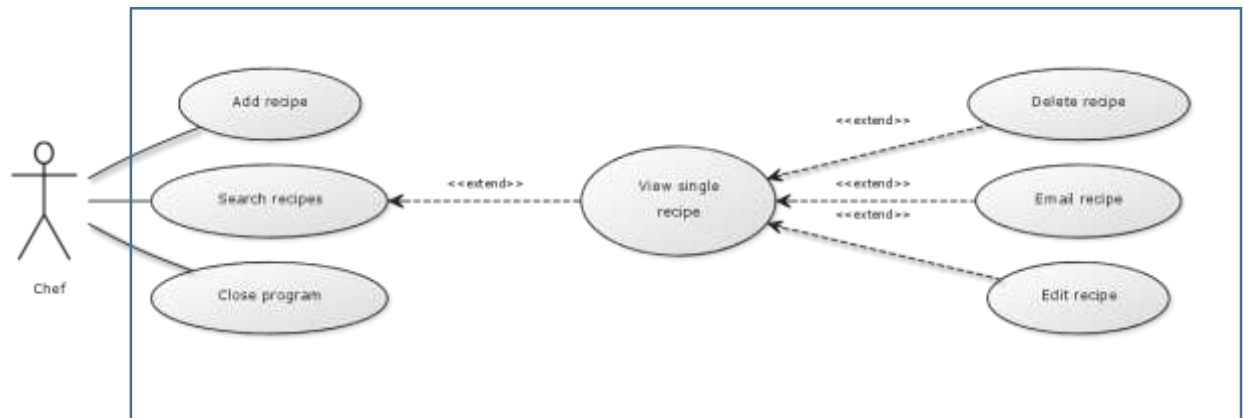 Add recipe
Delete recipe
<<extend>>
<<extend>>
View single
recipe
<<extend>>
Search recipes
Email recipe
<<extend>>
Chef
Close program
Edit recipe